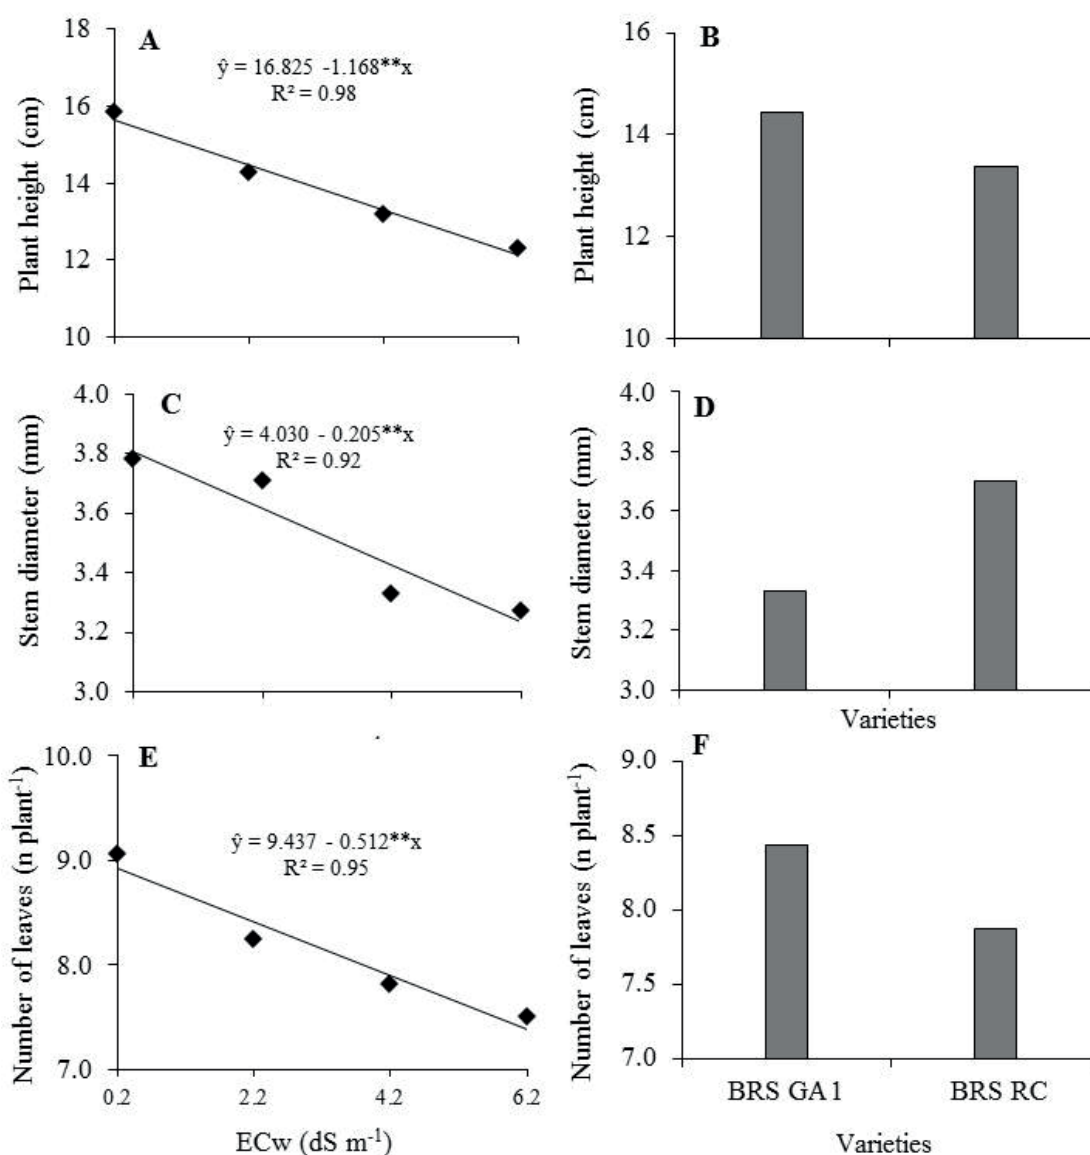 A
ŷ = 16.825 -1.168**x
R² = 0.98
Plant height (cm)
18
16
14
12
10
B
Plant height (cm)
16
14
12
10
C
ŷ = 4.030 - 0.205**x
R² = 0.92
Stem diameter (mm)
4.0
3.8
3.6
3.4
3.2
3.0
D
Stem diameter (mm)
4.0
3.8
3.6
3.4
3.2
3.0
Varieties
E
ŷ = 9.437 - 0.512**x
R² = 0.95
Number of leaves (n plant⁻¹)
10.0
9.0
8.0
7.0
0.2 2.2 4.2 6.2
ECw (dS m⁻¹)
F
Number of leaves (n plant⁻¹)
9.0
8.5
8.0
7.5
7.0
BRS GA1 BRS RC
Varieties